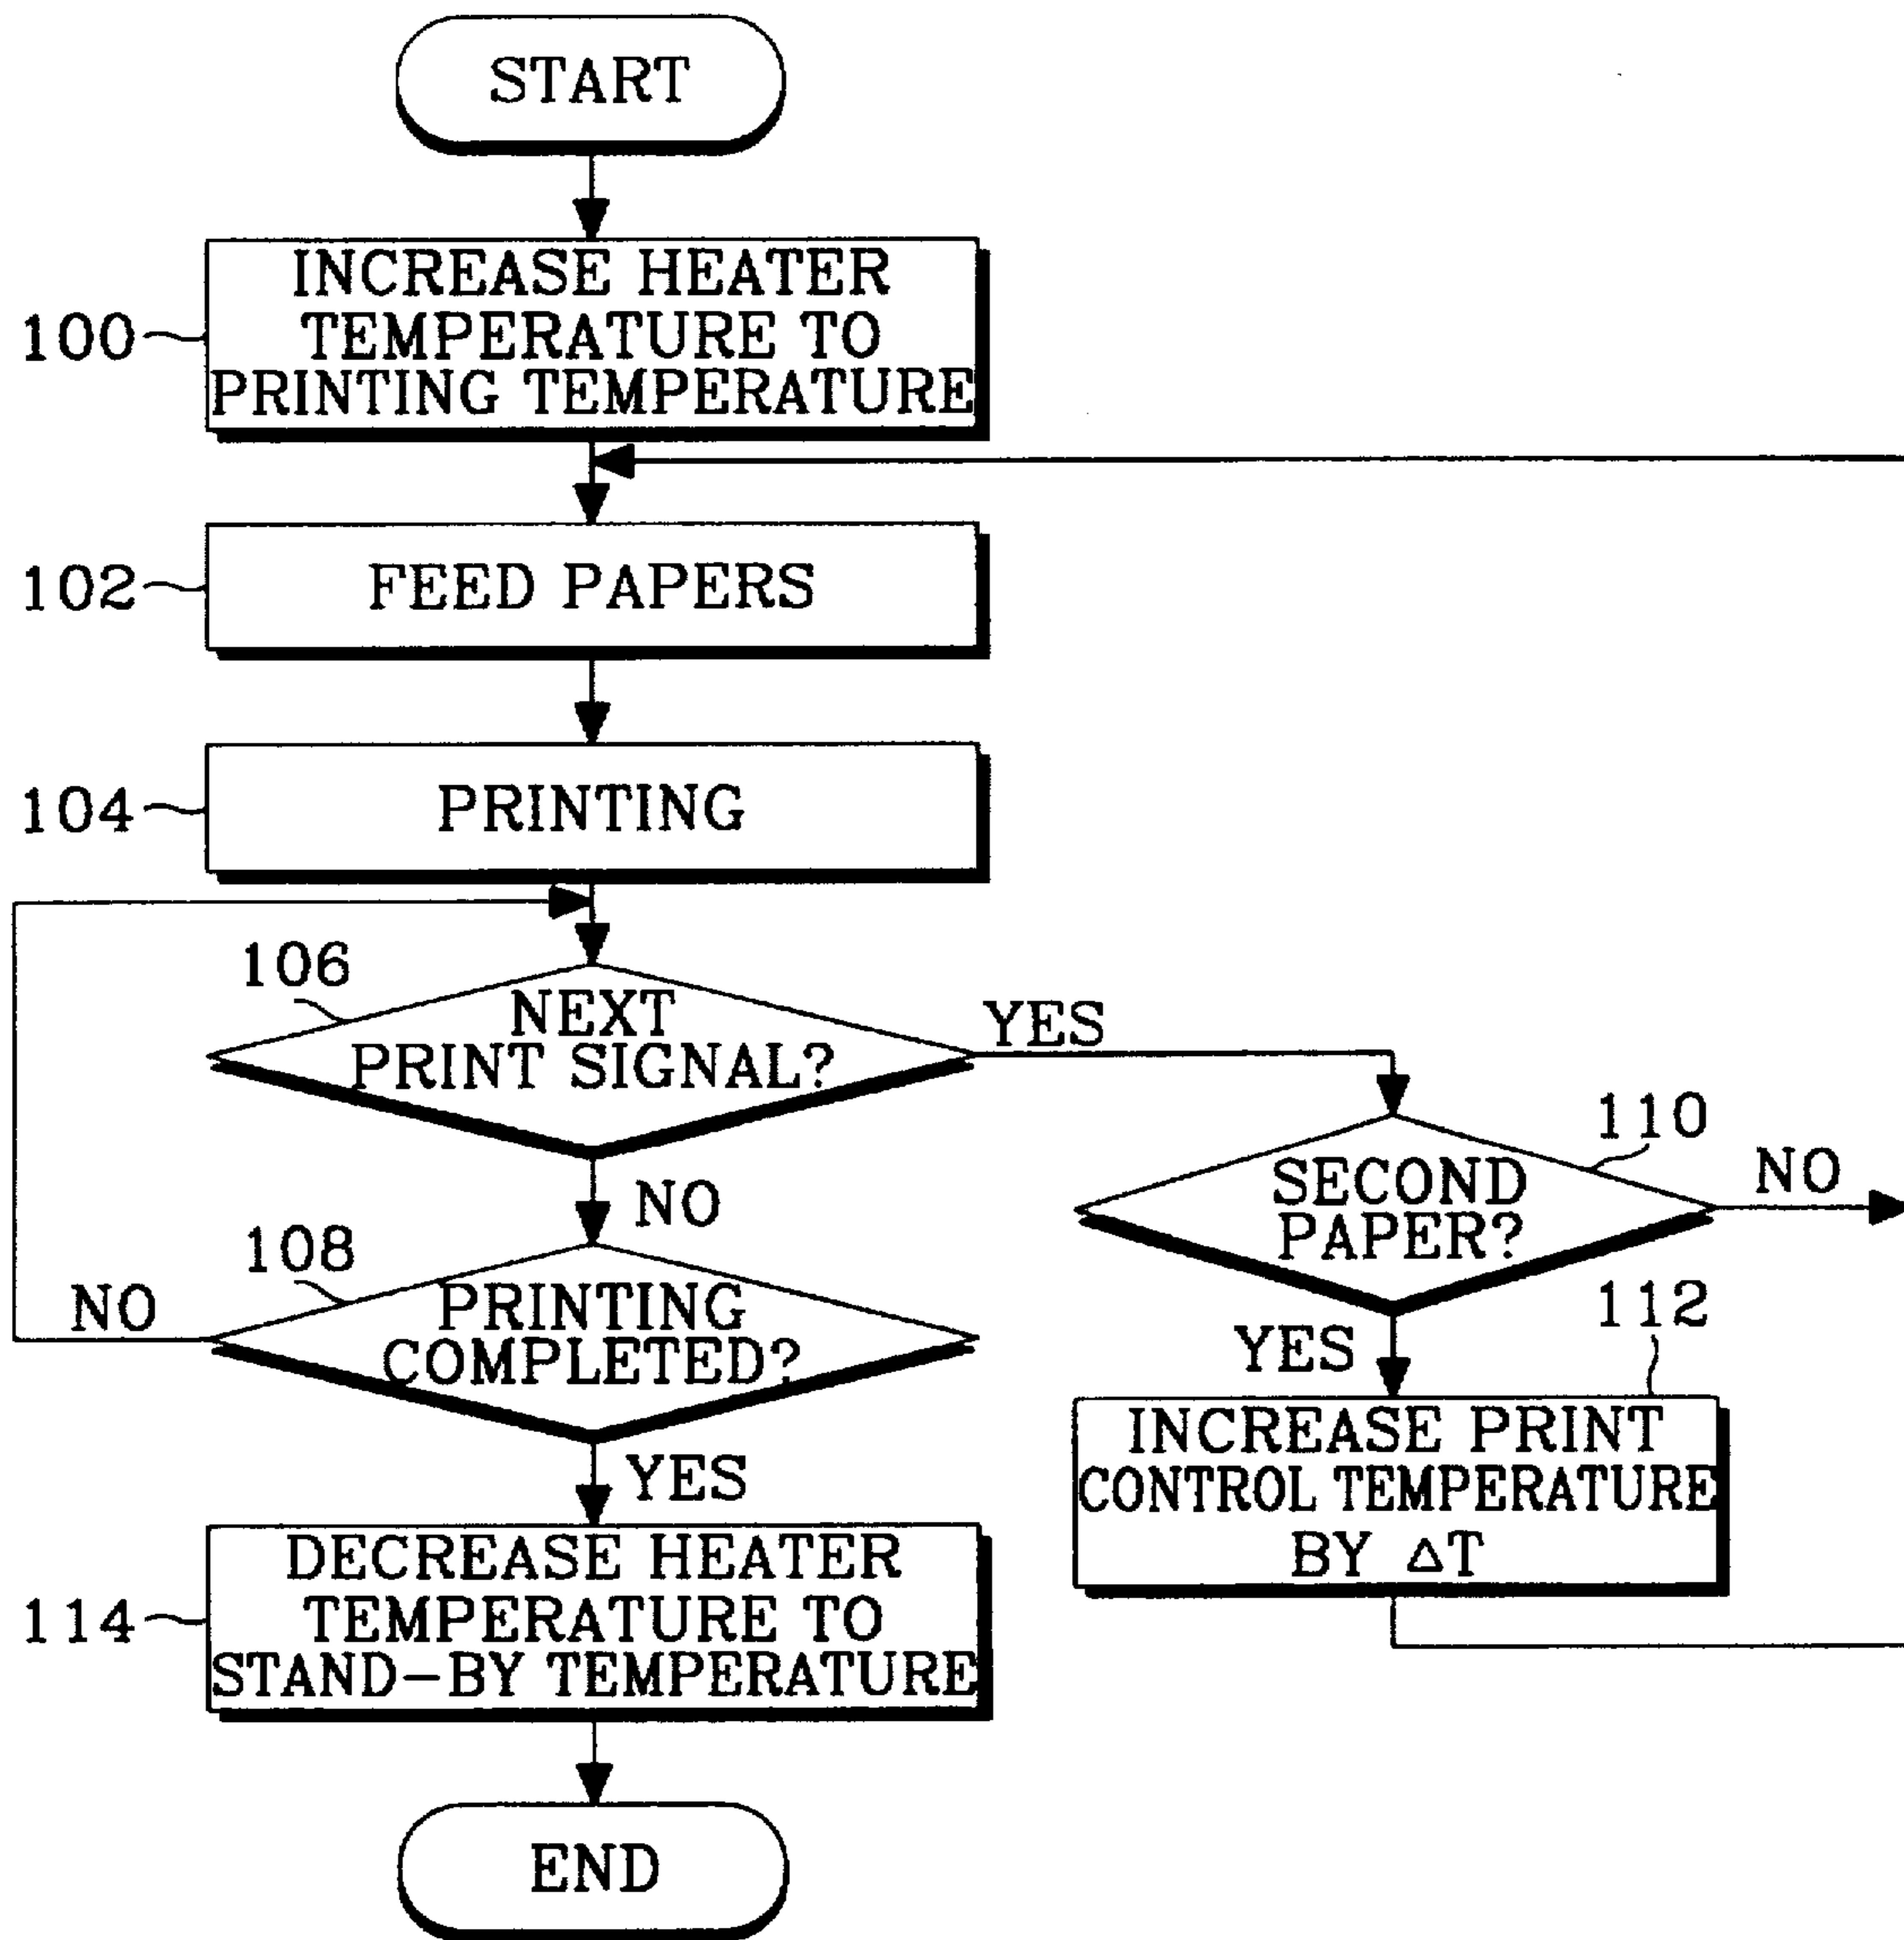 START
100
INCREASE HEATER
TEMPERATURE TO
PRINTING TEMPERATURE
102
FEED PAPERS
104
PRINTING
106
NEXT
PRINT SIGNAL?
YES
NO
110
SECOND
PAPER?
NO
YES
108
PRINTING
COMPLETED?
NO
YES
112
INCREASE PRINT
CONTROL TEMPERATURE
BY ΔT
114
DECREASE HEATER
TEMPERATURE TO
STAND-BY TEMPERATURE
END